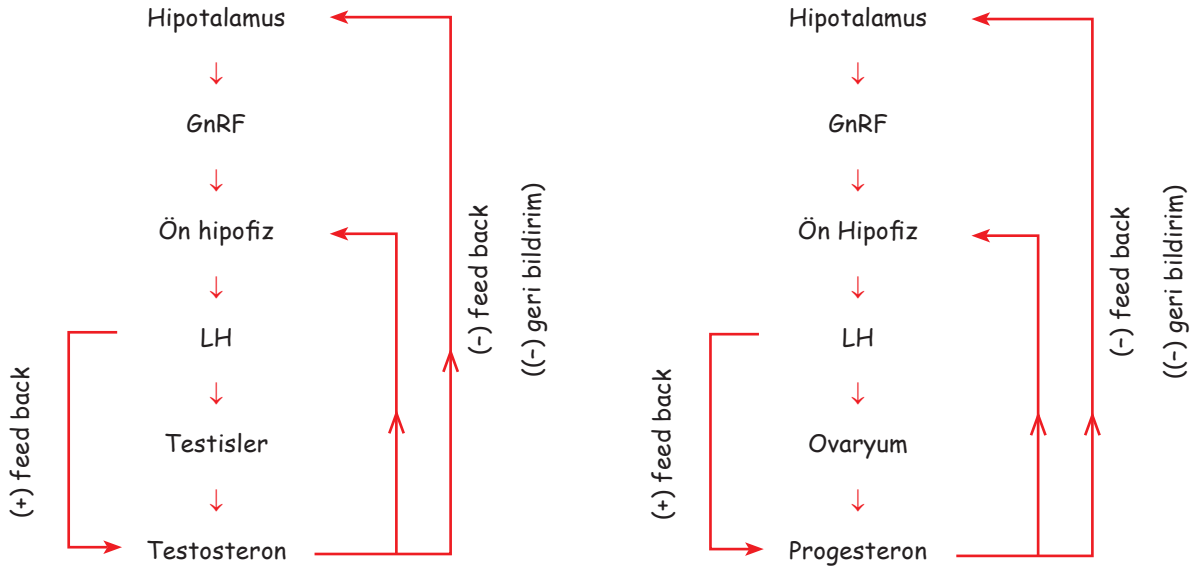 Hipotalamus
GnRF
Ön hipofiz
LH
Testisler
Testosteron
(+) feed back
(-) feed back
((-) geri bildirim)
Hipotalamus
GnRF
Ön Hipofiz
LH
Ovaryum
Progesteron
(+) feed back
(-) feed back
((-) geri bildirim)